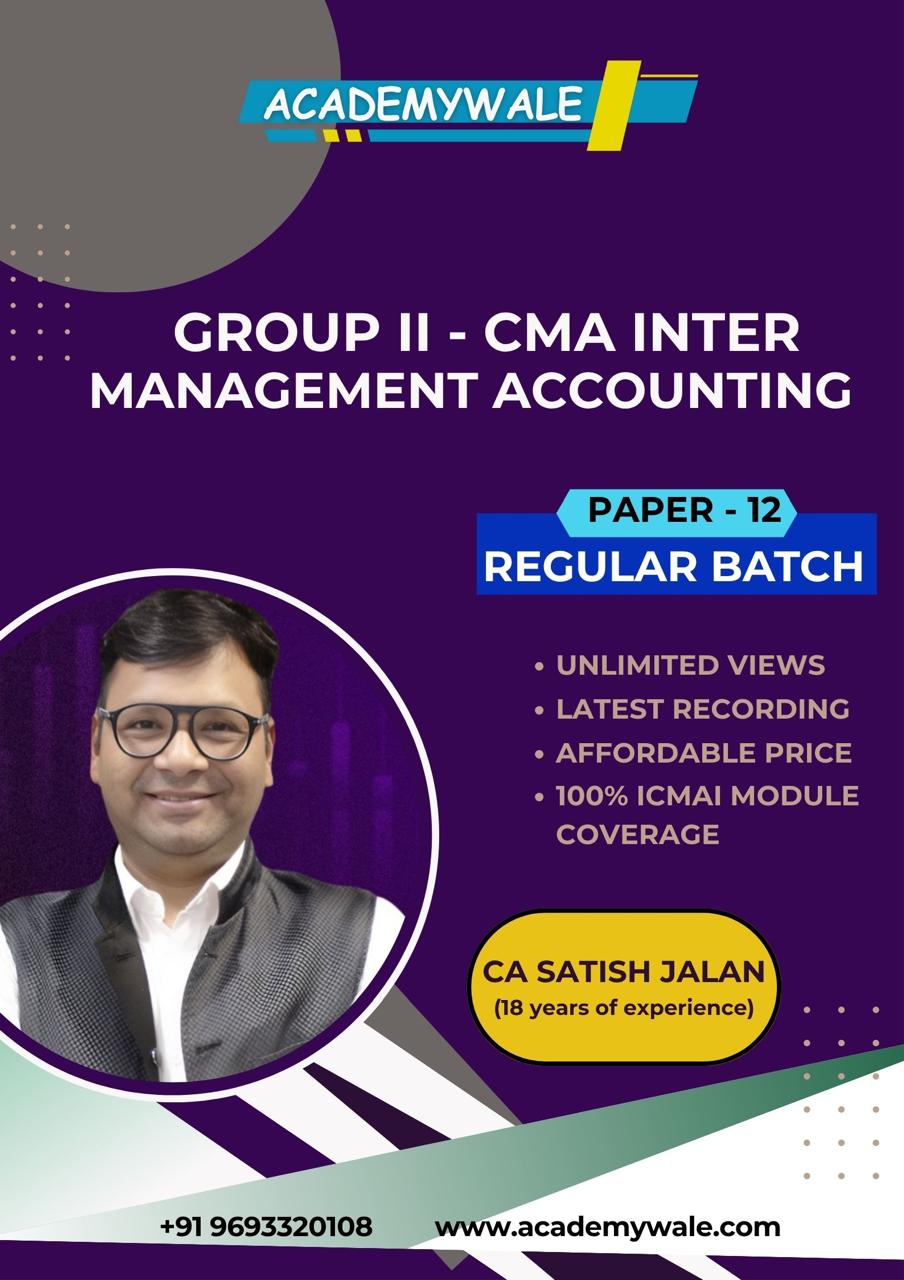 ACADEMYWALE
GROUP II - CMA INTER
MANAGEMENT ACCOUNTING
PAPER - 12
REGULAR BATCH
• UNLIMITED VIEWS
• LATEST RECORDING
• AFFORDABLE PRICE
• 100% ICMAI MODULE
COVERAGE
CA SATISH JALAN
(18 years of experience)
+91 9693320108 www.academywale.com